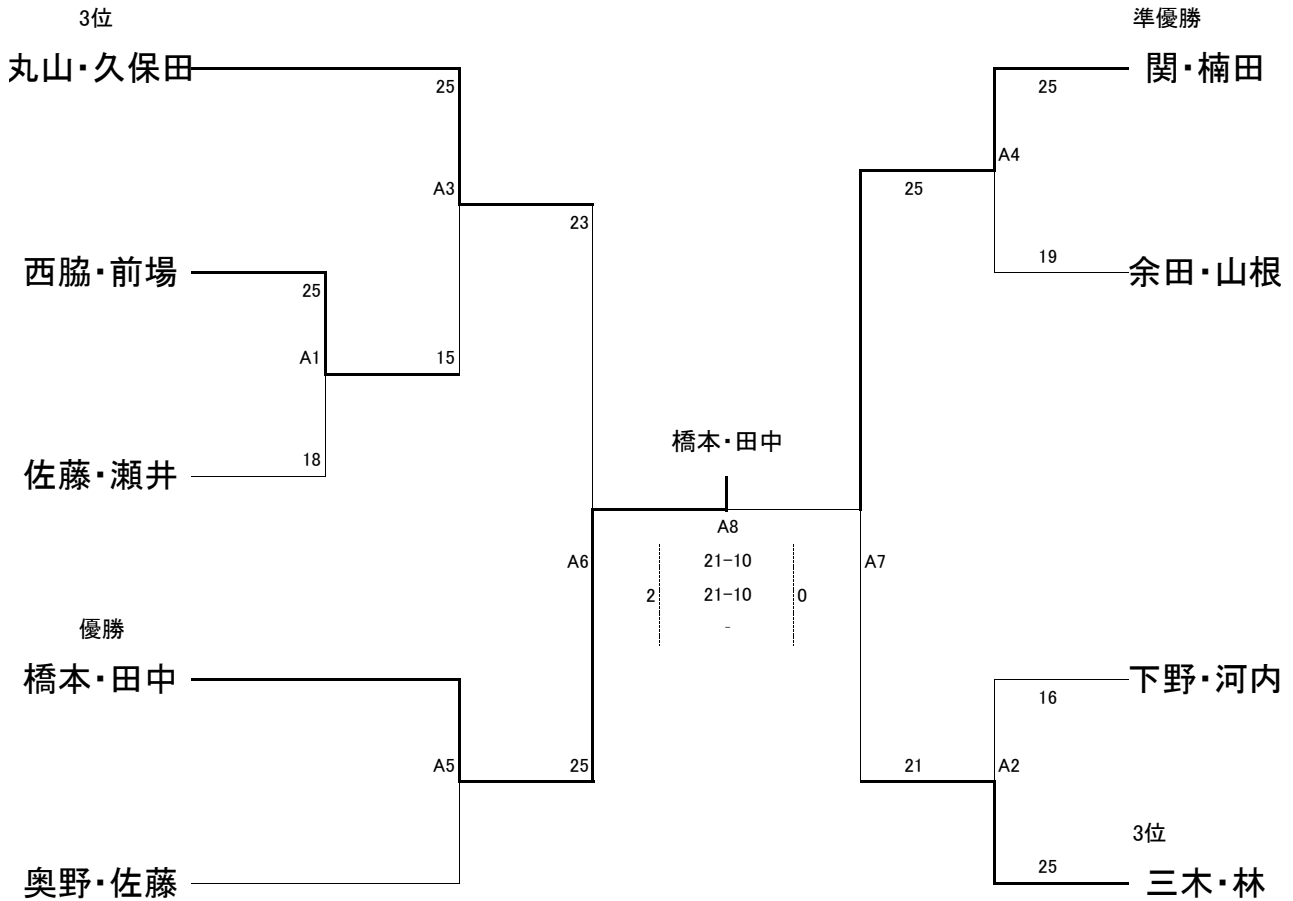 3位
準優勝
丸山・久保田
関・楠田
25
25
A4
A3
25
23
19
西脇・前場
余田・山根
25
A1
15
橋本・田中
18
佐藤・瀬井
A8
A6
21-10
A7
2
21-10
0
-
優勝
橋本・田中
下野・河内
16
A5
25
21
A2
3位
25
奥野・佐藤
三木・林